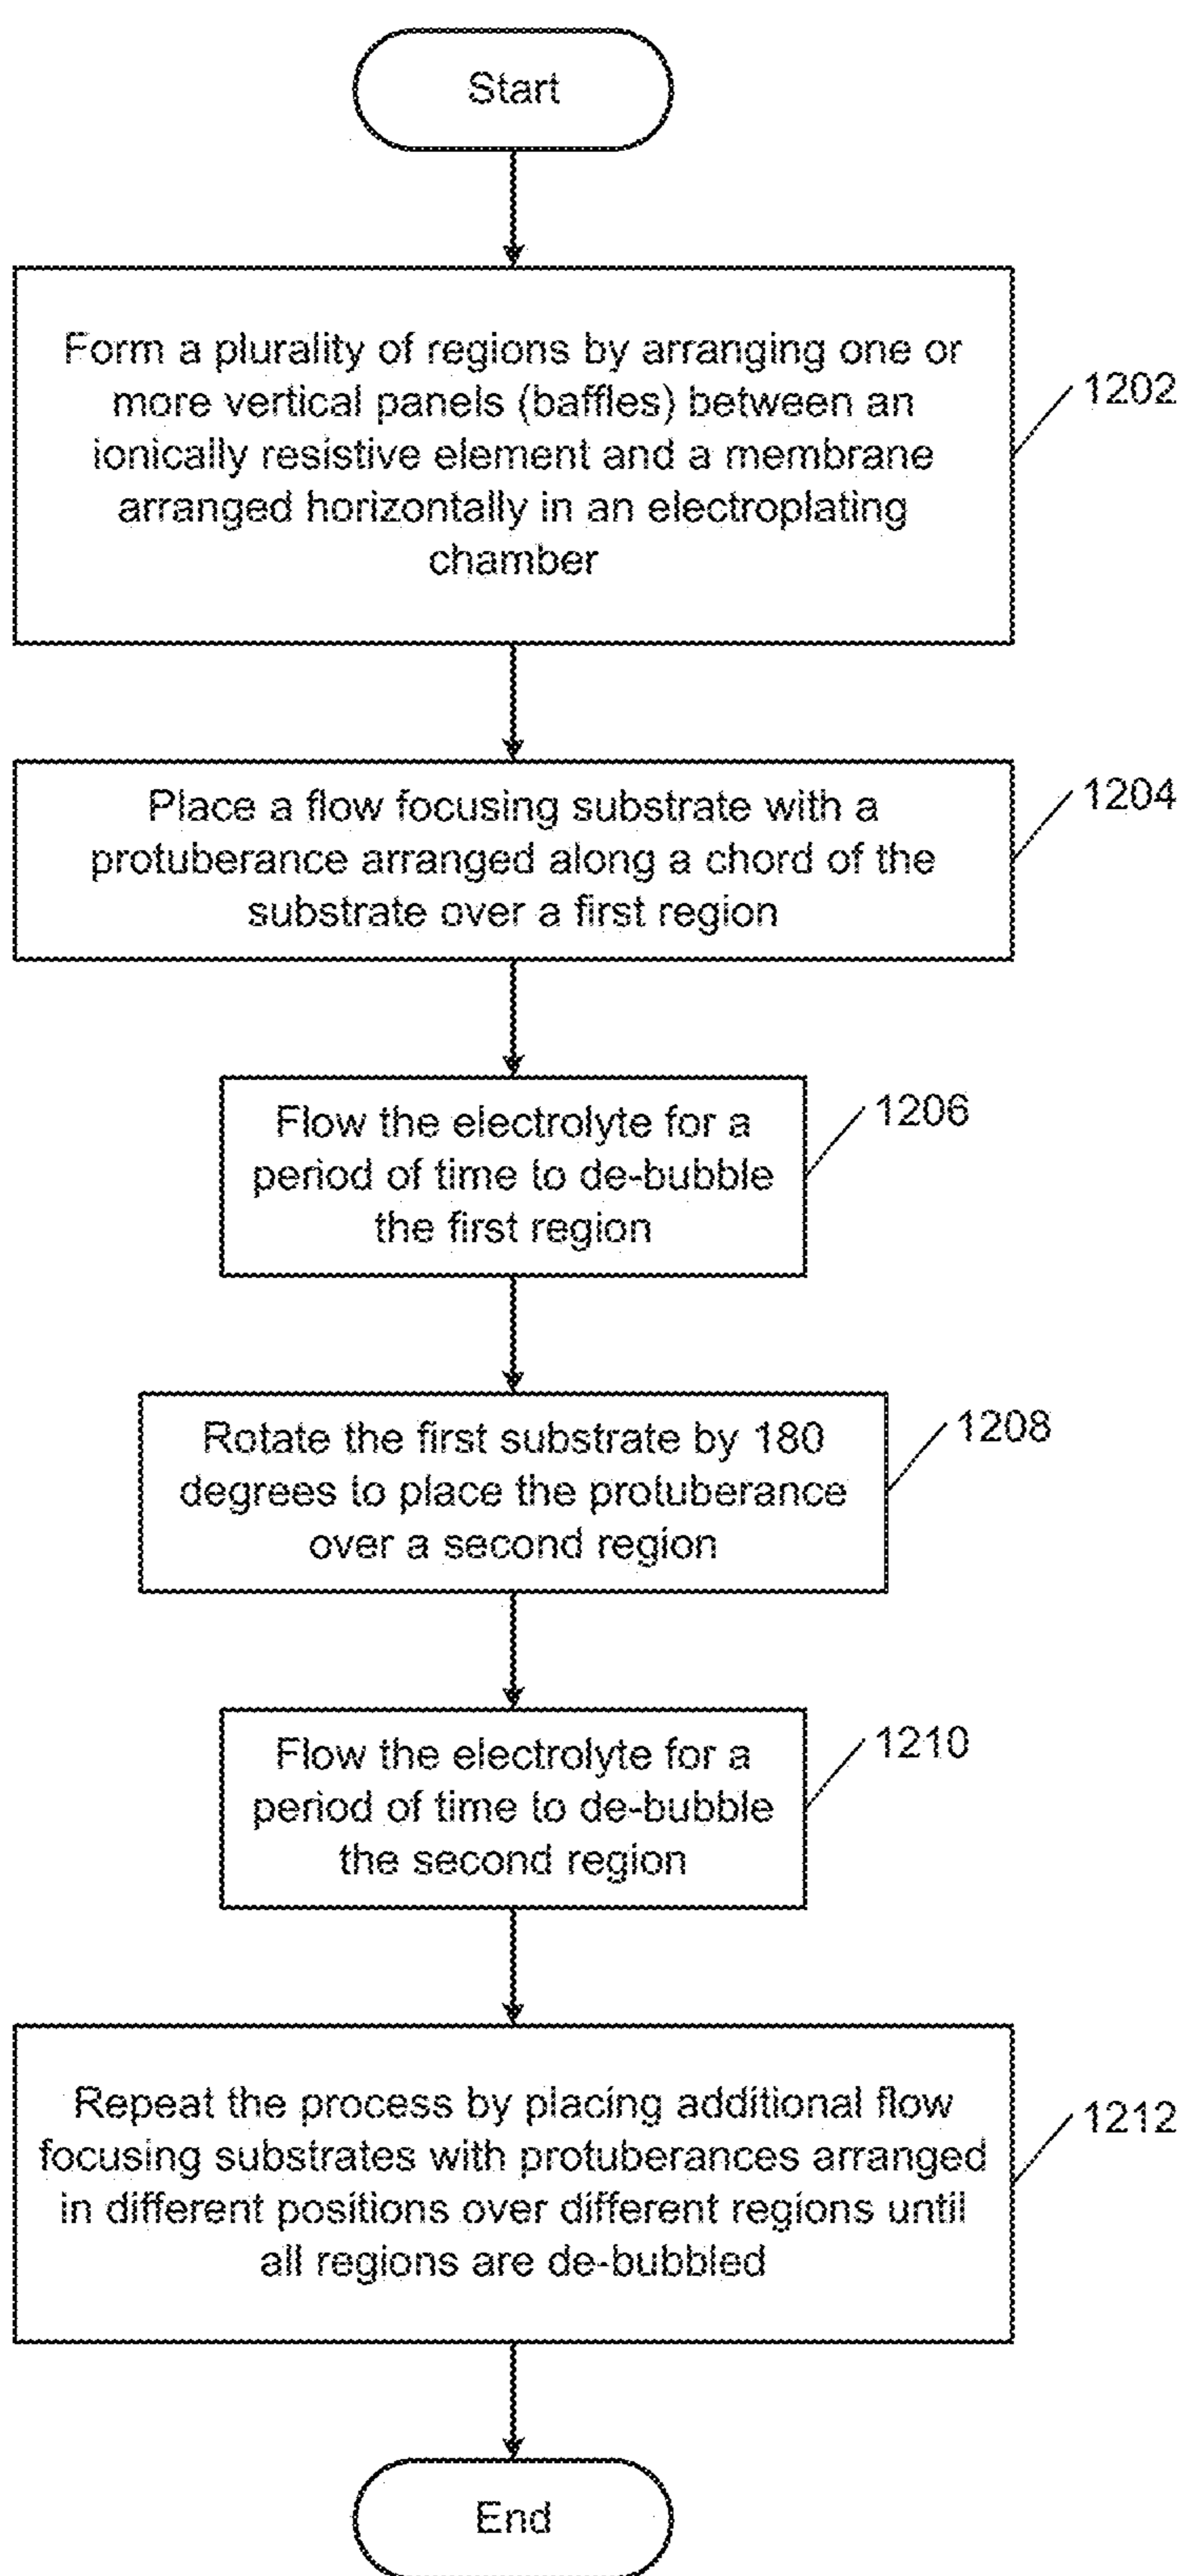 Start
Form a plurality of regions by arranging one or
more vertical panels (baffles) between an
ionically resistive element and a membrane
arranged horizontally in an electroplating
chamber
1202
Place a flow focusing substrate with a
protuberance arranged along a chord of the
substrate over a first region
1204
Flow the electrolyte for a
period of time to de-bubble
the first region
1206
Rotate the first substrate by 180
degrees to place the protuberance
over a second region
1208
Flow the electrolyte for a
period of time to de-bubble
the second region
1210
Repeat the process by placing additional flow
focusing substrates with protuberances arranged
in different positions over different regions until
all regions are de-bubbled
1212
End